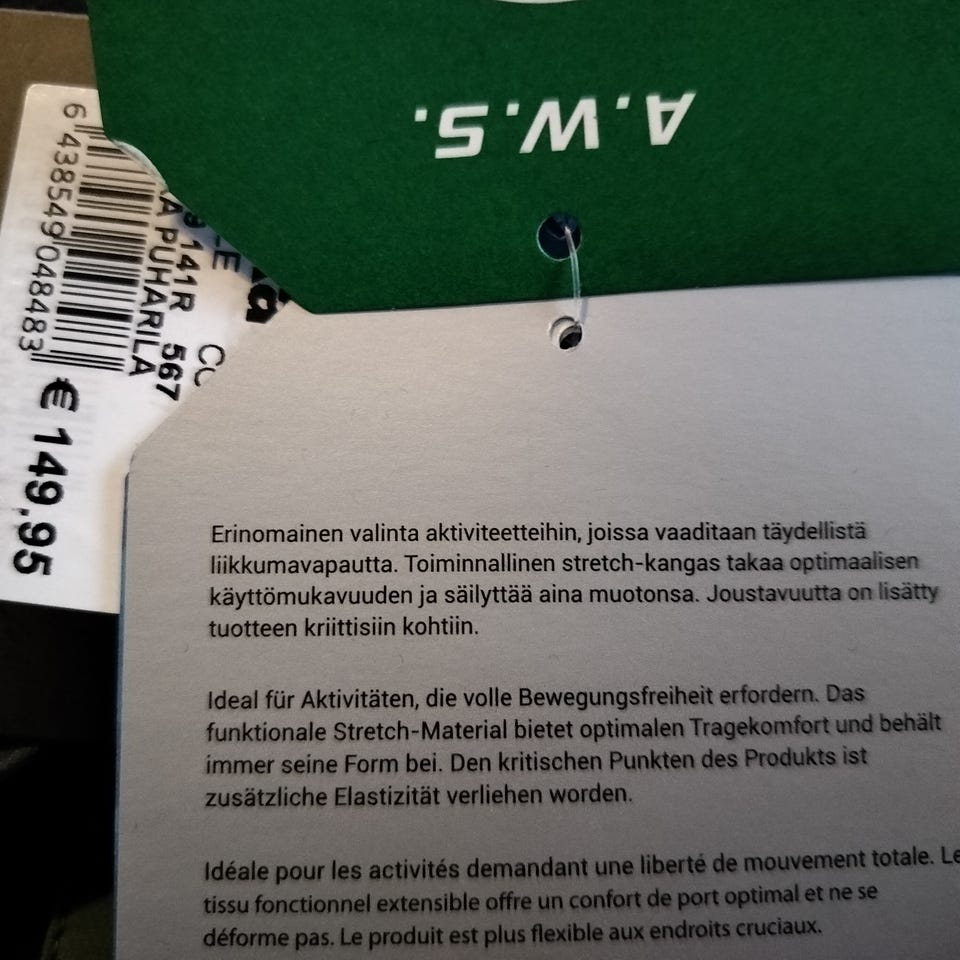 A.W.S.
6 438549 048483
A PUHARILA
141R 567
€ 149,95
Erinomainen valinta aktiviteetteihin, joissa vaaditaan täydellistä
liikkumavapautta. Toiminnallinen stretch-kangas takaa optimaalisen
käyttömukavuuden ja säilyttää aina muotonsa. Joustavuutta on lisätty
tuotteen kriittisiin kohtiin.
Ideal für Aktivitäten, die volle Bewegungsfreiheit erfordern. Das
funktionale Stretch-Material bietet optimalen Tragekomfort und behält
immer seine Form bei. Den kritischen Punkten des Produkts ist
zusätzliche Elastizität verliehen worden.
Idéale pour les activités demandant une liberté de mouvement totale. Le
tissu fonctionnel extensible offre un confort de port optimal et ne se
déforme pas. Le produit est plus flexible aux endroits cruciaux.